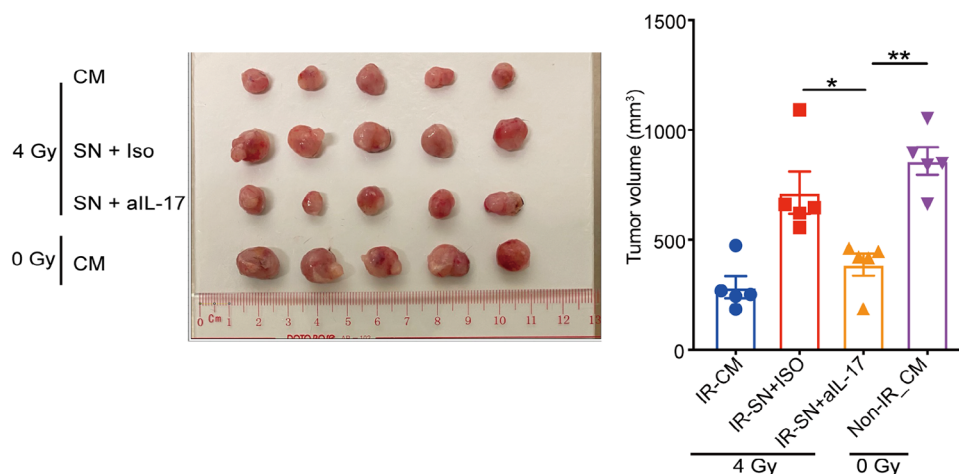 CM
4 Gy
SN + Iso
SN + aIL-17
0 Gy
CM
0 Cm 1 2 3 4 5 6 7 8 9 10 11 12 13
Tumor volume (mm³)
1500
1000
500
0
*
**
IR-CM
IR-SN+ISO
IR-SN+aIL-17
Non-IR_CM
4 Gy
0 Gy